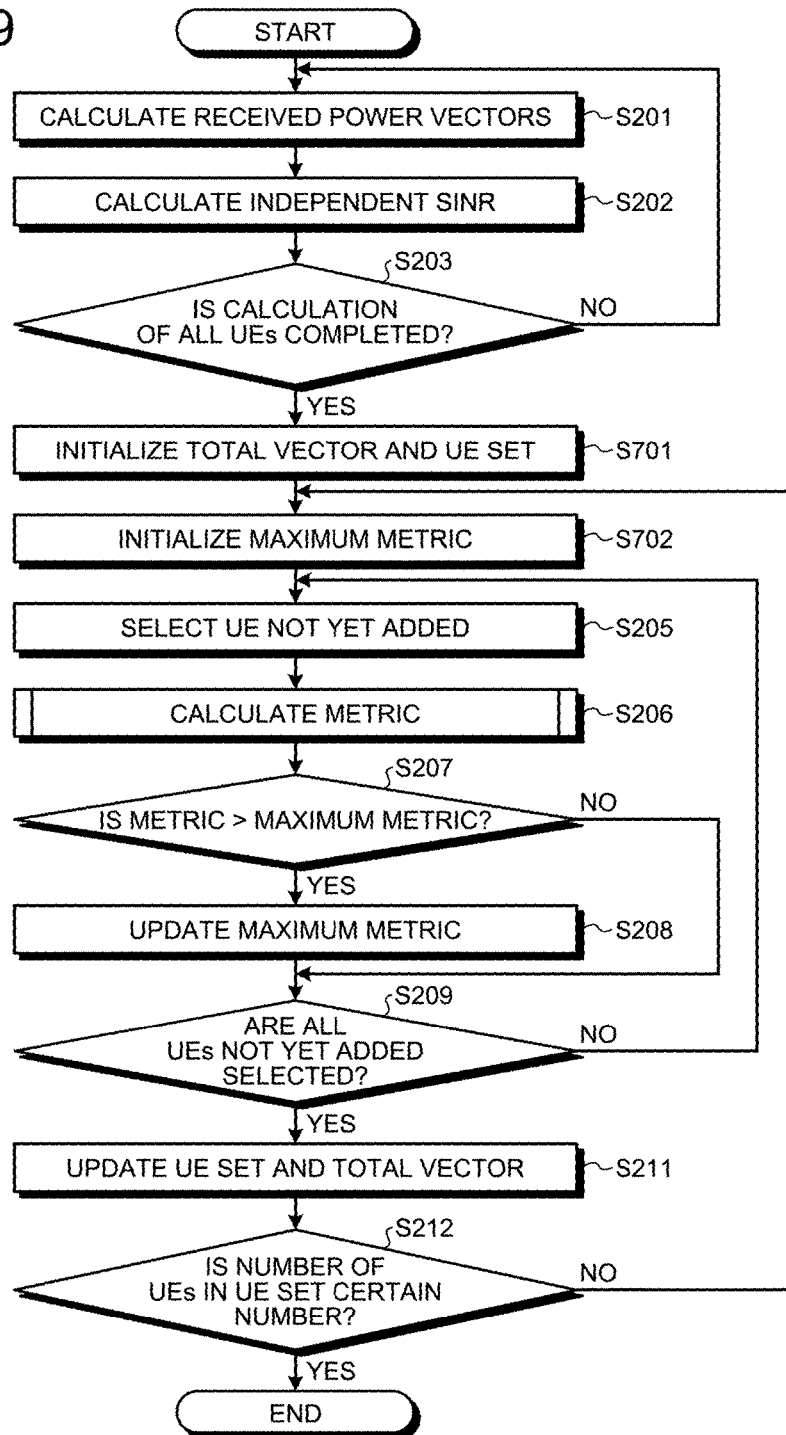 9
START
CALCULATE RECEIVED POWER VECTORS
S201
CALCULATE INDEPENDENT SINR
S202
S203
IS CALCULATION
OF ALL UEs COMPLETED?
NO
YES
INITIALIZE TOTAL VECTOR AND UE SET
S701
INITIALIZE MAXIMUM METRIC
S702
SELECT UE NOT YET ADDED
S205
CALCULATE METRIC
S206
S207
IS METRIC > MAXIMUM METRIC?
NO
YES
UPDATE MAXIMUM METRIC
S208
S209
ARE ALL
UEs NOT YET ADDED
SELECTED?
NO
YES
UPDATE UE SET AND TOTAL VECTOR
S211
S212
IS NUMBER OF
UEs IN UE SET CERTAIN
NUMBER?
NO
YES
END